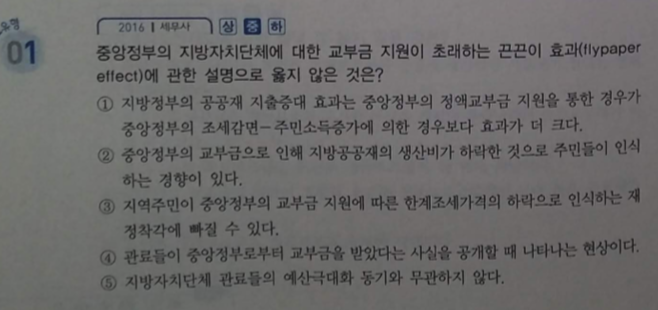 유형
01
2016 | 세무사 상 중 하
중앙정부의 지방자치단체에 대한 교부금 지원이 초래하는 끈끈이 효과(flypaper
effect)에 관한 설명으로 옳지 않은 것은?
① 지방정부의 공공재 지출증대 효과는 중앙정부의 정액교부금 지원을 통한 경우가
중앙정부의 조세감면-주민소득증가에 의한 경우보다 효과가 더 크다.
② 중앙정부의 교부금으로 인해 지방공공재의 생산비가 하락한 것으로 주민들이 인식
하는 경향이 있다.
③ 지역주민이 중앙정부의 교부금 지원에 따른 한계조세가격의 하락으로 인식하는 재
정착각에 빠질 수 있다.
④ 관료들이 중앙정부로부터 교부금을 받았다는 사실을 공개할 때 나타나는 현상이다.
⑤ 지방자치단체 관료들의 예산극대화 동기와 무관하지 않다.